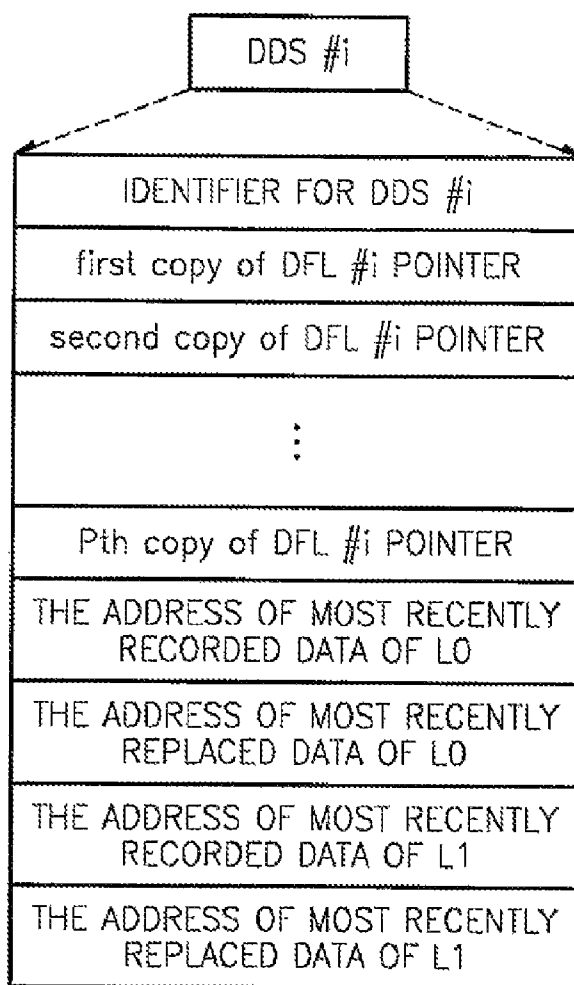 DDS #i
IDENTIFIER FOR DDS #i
first copy of DFL #i POINTER
second copy of DFL #i POINTER
⋮
Pth copy of DFL #i POINTER
THE ADDRESS OF MOST RECENTLY
RECORDED DATA OF L0
THE ADDRESS OF MOST RECENTLY
REPLACED DATA OF L0
THE ADDRESS OF MOST RECENTLY
RECORDED DATA OF L1
THE ADDRESS OF MOST RECENTLY
REPLACED DATA OF L1